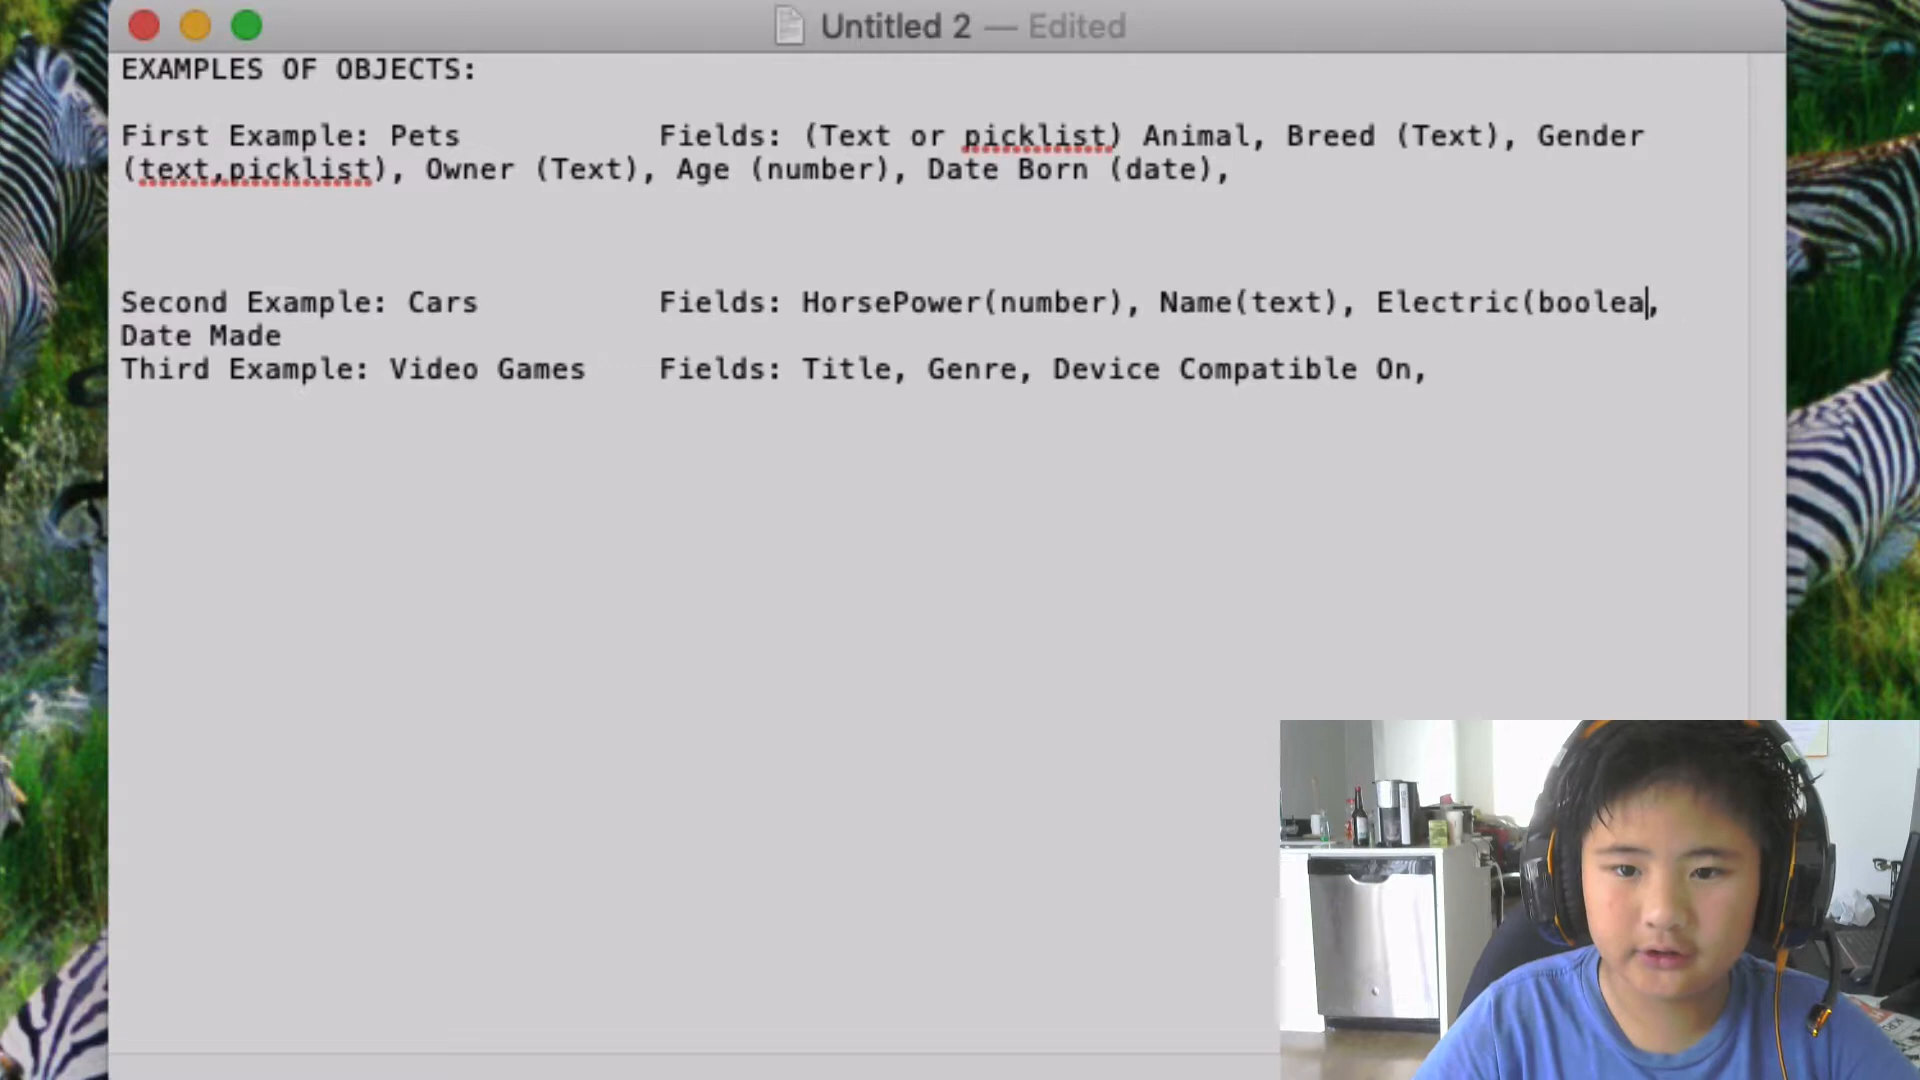 Untitled 2 — Edited
EXAMPLES OF OBJECTS:
First Example: Pets Fields: (Text or picklist) Animal, Breed (Text), Gender
(text,picklist), Owner (Text), Age (number), Date Born (date),
Second Example: Cars Fields: HorsePower(number), Name(text), Electric(boolea,
Date Made
Third Example: Video Games Fields: Title, Genre, Device Compatible On,